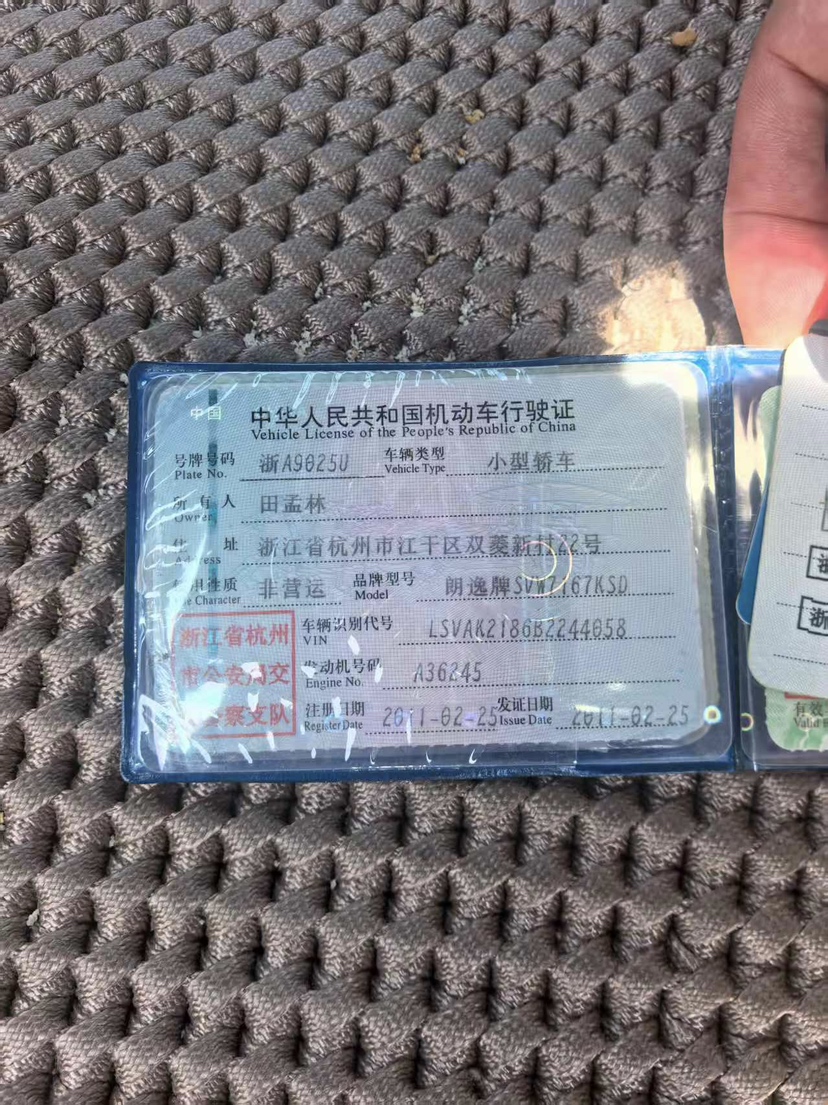 中国
中华人民共和国机动车行驶证
Vehicle License of the People's Republic of China
号牌号码 浙A9025U 车辆类型 小型轿车
Plate No. Vehicle Type
所有人 田孟林
Owner
住 址 浙江省杭州市江干区双菱新村22号
Address
使用性质 非营运 品牌型号 朗逸牌SVW7167KSD
Use Character Model
浙江省杭州
市公安局交
警察支队
车辆识别代号 LSVAK2186B2244058
VIN
发动机号码 A36245
Engine No.
注册日期 2011-02-25 发证日期 2011-02-25
Register Date Issue Date
浙
有效
Valid